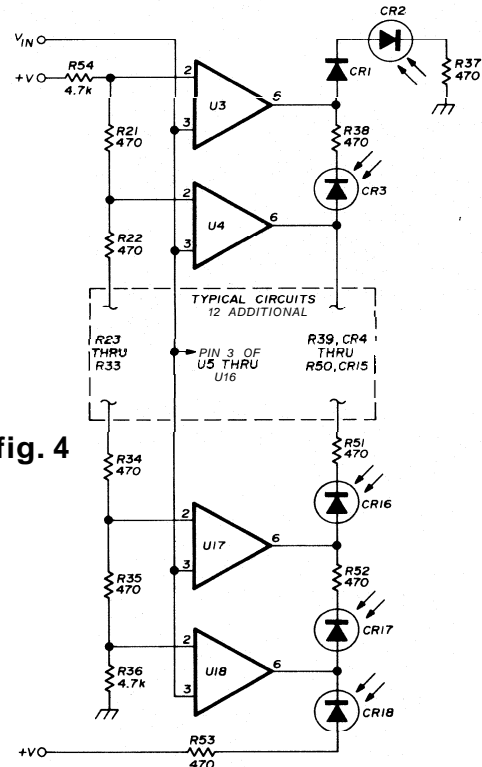 CR2
VIN
R54
+V
4.7k
2
6
U3
3
CR1
R37
470
R21
470
R38
470
CR3
2
6
U4
3
R22
470
TYPICAL CIRCUITS
12 ADDITIONAL
R23
THRU
R33
PIN 3 OF
U5 THRU
U16
R39, CR4
THRU
R50, CR15
fig. 4
R34
470
R51
470
CR16
2
6
U17
3
R35
470
R52
470
CR17
2
6
U18
3
R36
4.7k
CR18
+V
R53
470